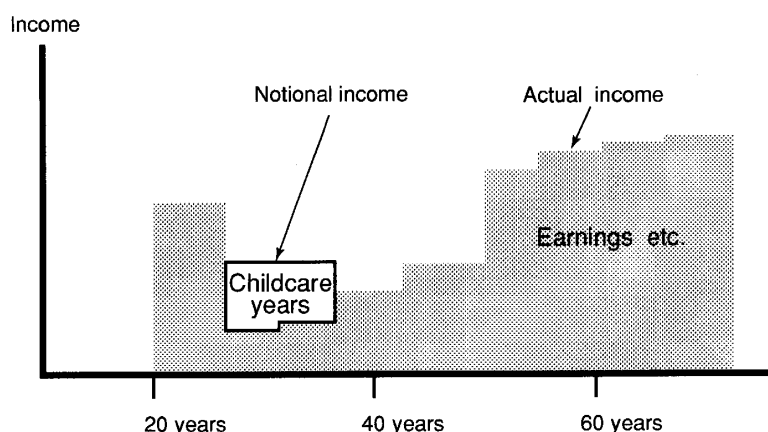 Income
Notional income
Actual income
Earnings etc.
Childcare
years
20 years
40 years
60 years